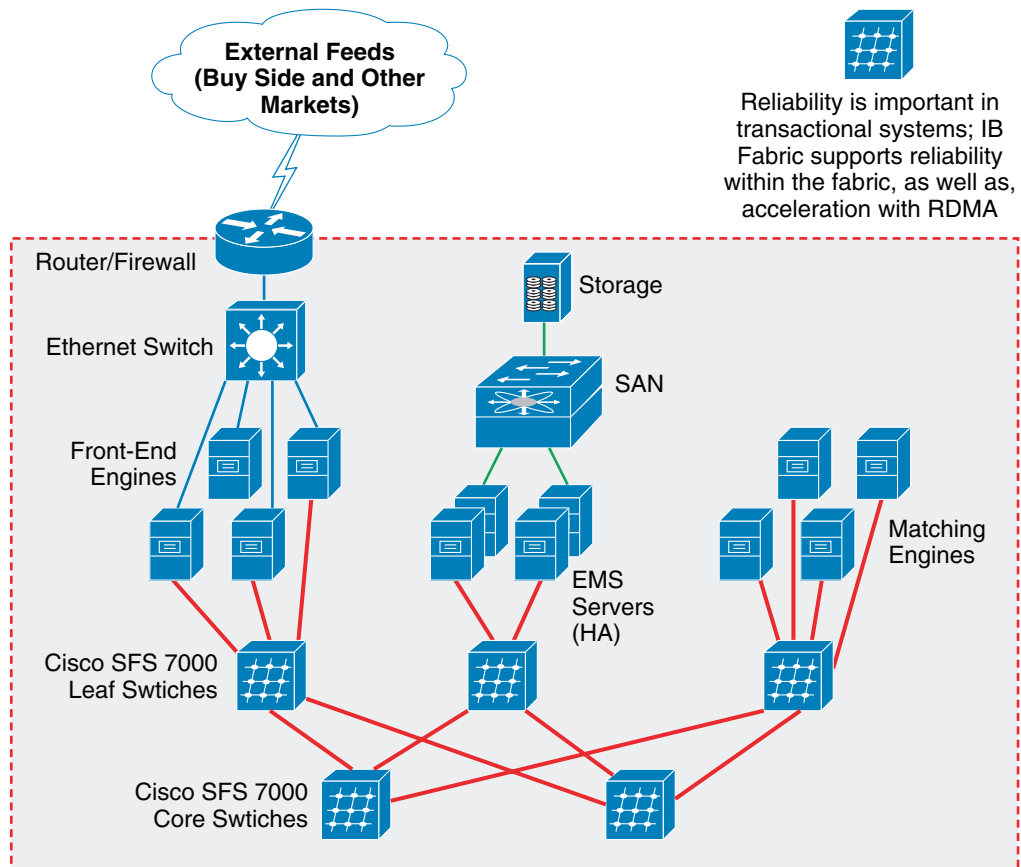 External Feeds
(Buy Side and Other
Markets)
Reliability is important in
transactional systems; IB
Fabric supports reliability
within the fabric, as well as,
acceleration with RDMA
Router/Firewall
Storage
Ethernet Switch
SAN
Front-End
Engines
Matching
Engines
EMS
Servers
(HA)
Cisco SFS 7000
Leaf Swtiches
Cisco SFS 7000
Core Swtiches